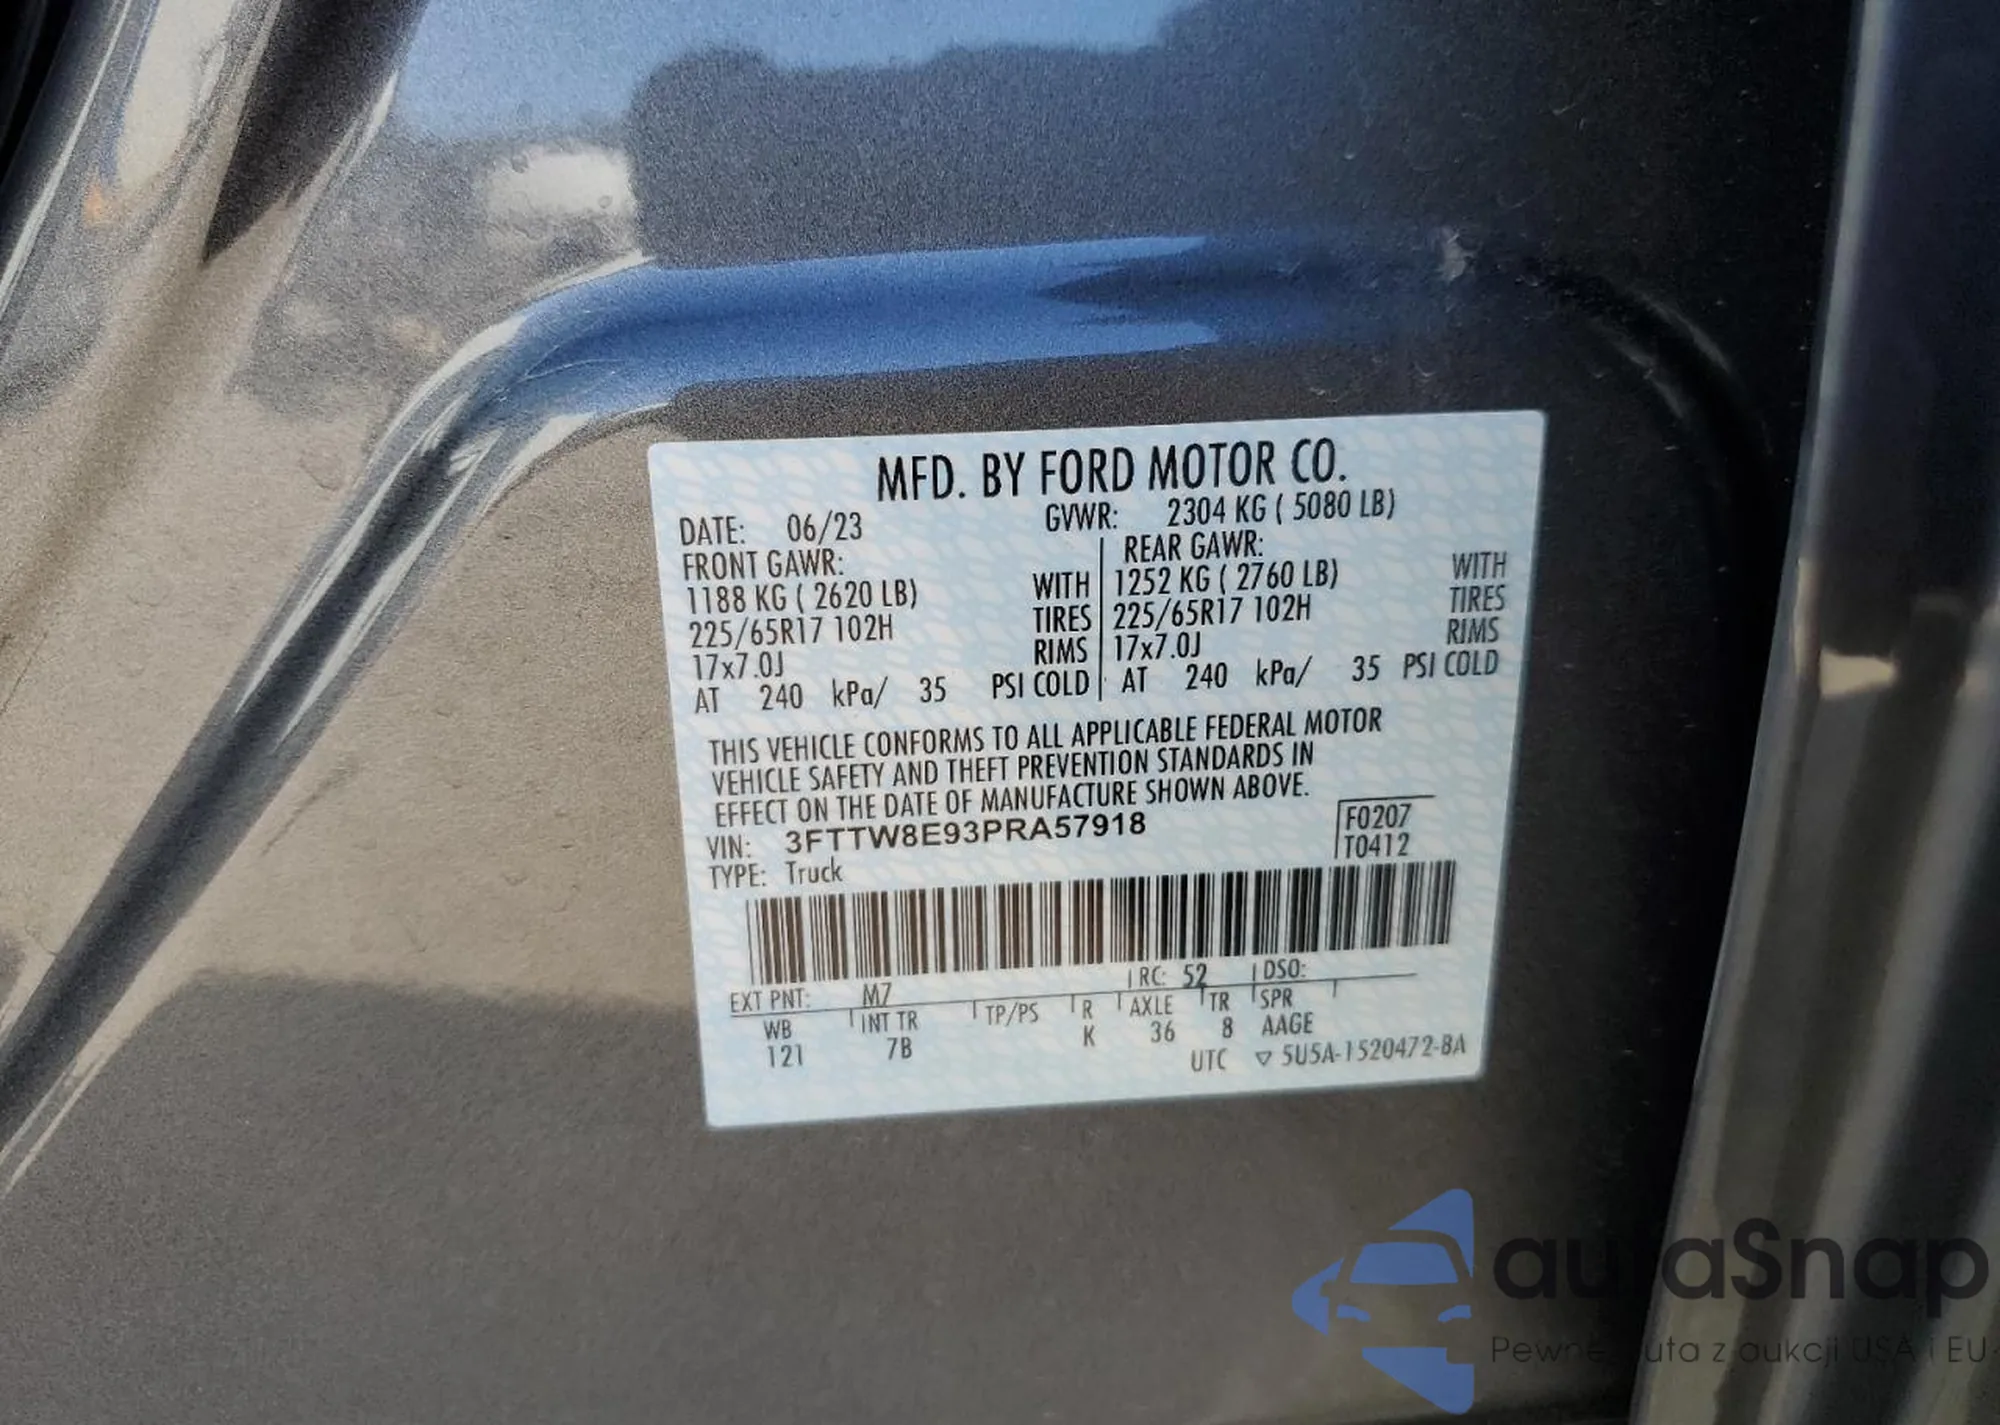 MFD. BY FORD MOTOR CO.
DATE: 06/23 GVWR: 2304 KG ( 5080 LB)
FRONT GAWR: REAR GAWR:
1188 KG ( 2620 LB) WITH 1252 KG ( 2760 LB) WITH
225/65R17 102H TIRES 225/65R17 102H TIRES
17x7.0J RIMS 17x7.0J RIMS
AT 240 kPa/ 35 PSI COLD AT 240 kPa/ 35 PSI COLD
THIS VEHICLE CONFORMS TO ALL APPLICABLE FEDERAL MOTOR
VEHICLE SAFETY AND THEFT PREVENTION STANDARDS IN
EFFECT ON THE DATE OF MANUFACTURE SHOWN ABOVE.
VIN: 3FTTW8E93PRA57918 F0207
TYPE: Truck T0412
EXT PNT: M7 RC: 52 DSO:
WB INT TR TP/PS R AXLE TR SPR
121 7B K 36 8 AAGE
UTC ▽ 5U5A-1520472-BA
autoSnap
Pewne auta z aukcji USA i EU